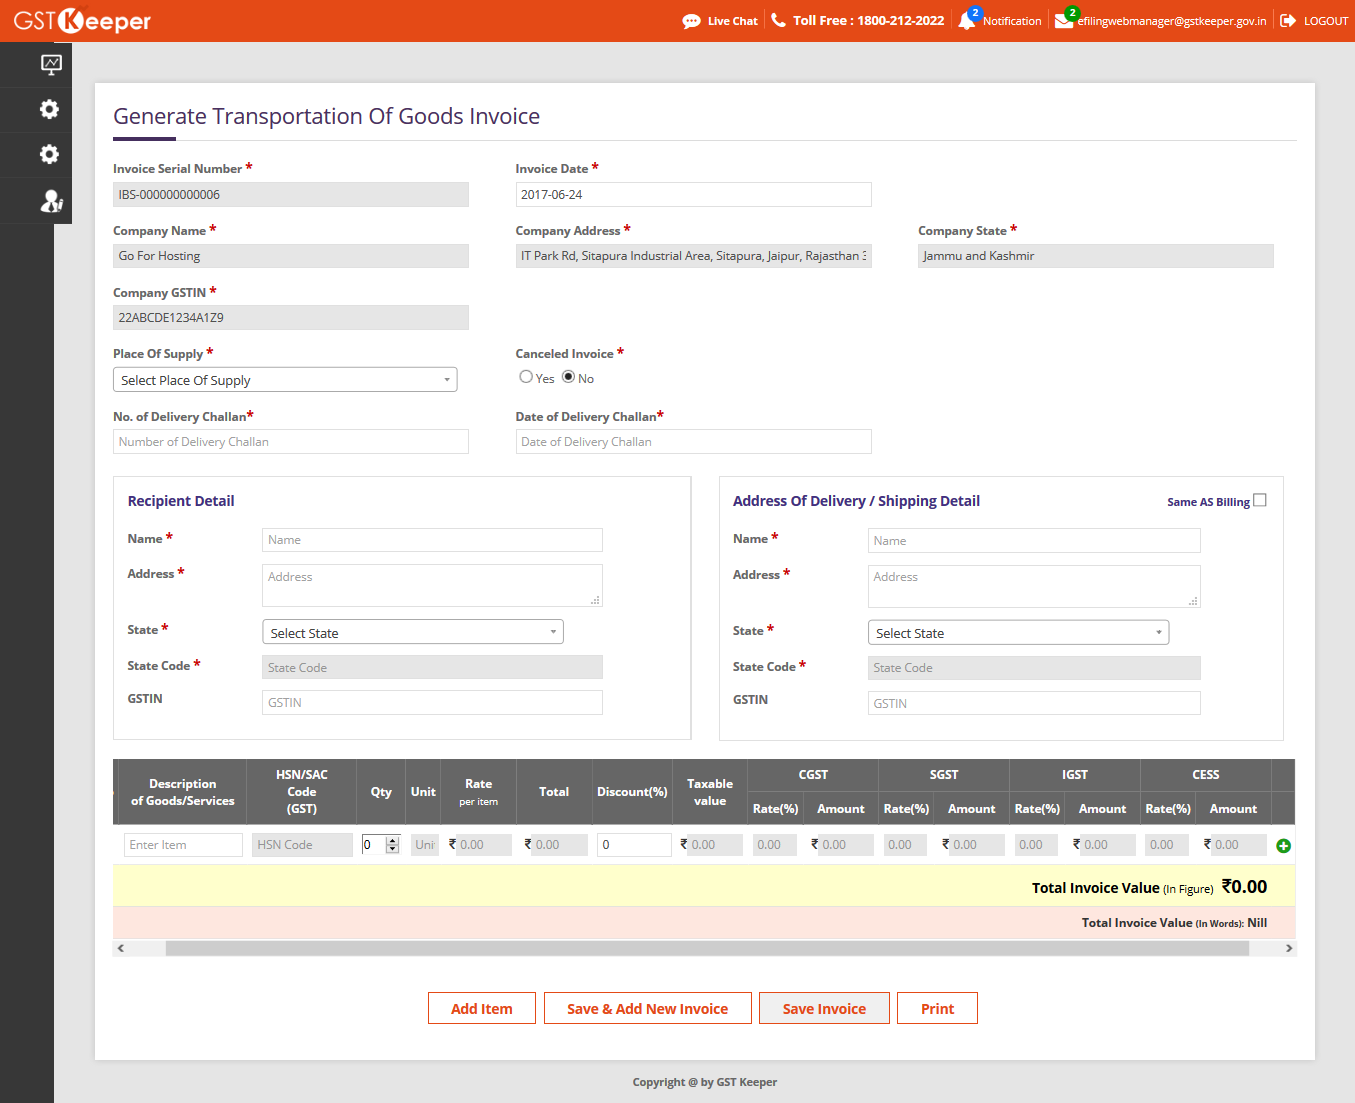 GST Keeper
Live Chat
Toll Free : 1800-212-2022
2
Notification
2
efilingwebmanager@gstkeeper.gov.in
LOGOUT
Generate Transportation Of Goods Invoice
Invoice Serial Number *
Invoice Date *
IBS-000000000006
2017-06-24
Company Name *
Company Address *
Company State *
Go For Hosting
IT Park Rd, Sitapura Industrial Area, Sitapura, Jaipur, Rajasthan
Jammu and Kashmir
Company GSTIN *
22ABCDE1234A1Z9
Place Of Supply *
Canceled Invoice *
Select Place Of Supply
Yes No
No. of Delivery Challan*
Date of Delivery Challan*
Number of Delivery Challan
Date of Delivery Challan
Recipient Detail
Name *
Name
Address *
Address
State *
Select State
State Code *
State Code
GSTIN
GSTIN
Address Of Delivery / Shipping Detail
Same AS Billing
Name *
Name
Address *
Address
State *
Select State
State Code *
State Code
GSTIN
GSTIN
Description
of Goods/Services
HSN/SAC
Code
(GST)
Qty
Unit
Rate
per item
Total
Discount(%)
Taxable
value
CGST
SGST
IGST
CESS
Rate(%) Amount Rate(%) Amount Rate(%) Amount Rate(%) Amount
Enter Item HSN Code 0 Uni ₹ 0.00 ₹ 0.00 0 ₹ 0.00 0.00 ₹ 0.00 0.00 ₹ 0.00 0.00 ₹ 0.00 0.00 ₹ 0.00
Total Invoice Value (In Figure) ₹0.00
Total Invoice Value (In Words): Nill
Add Item
Save & Add New Invoice
Save Invoice
Print
Copyright @ by GST Keeper